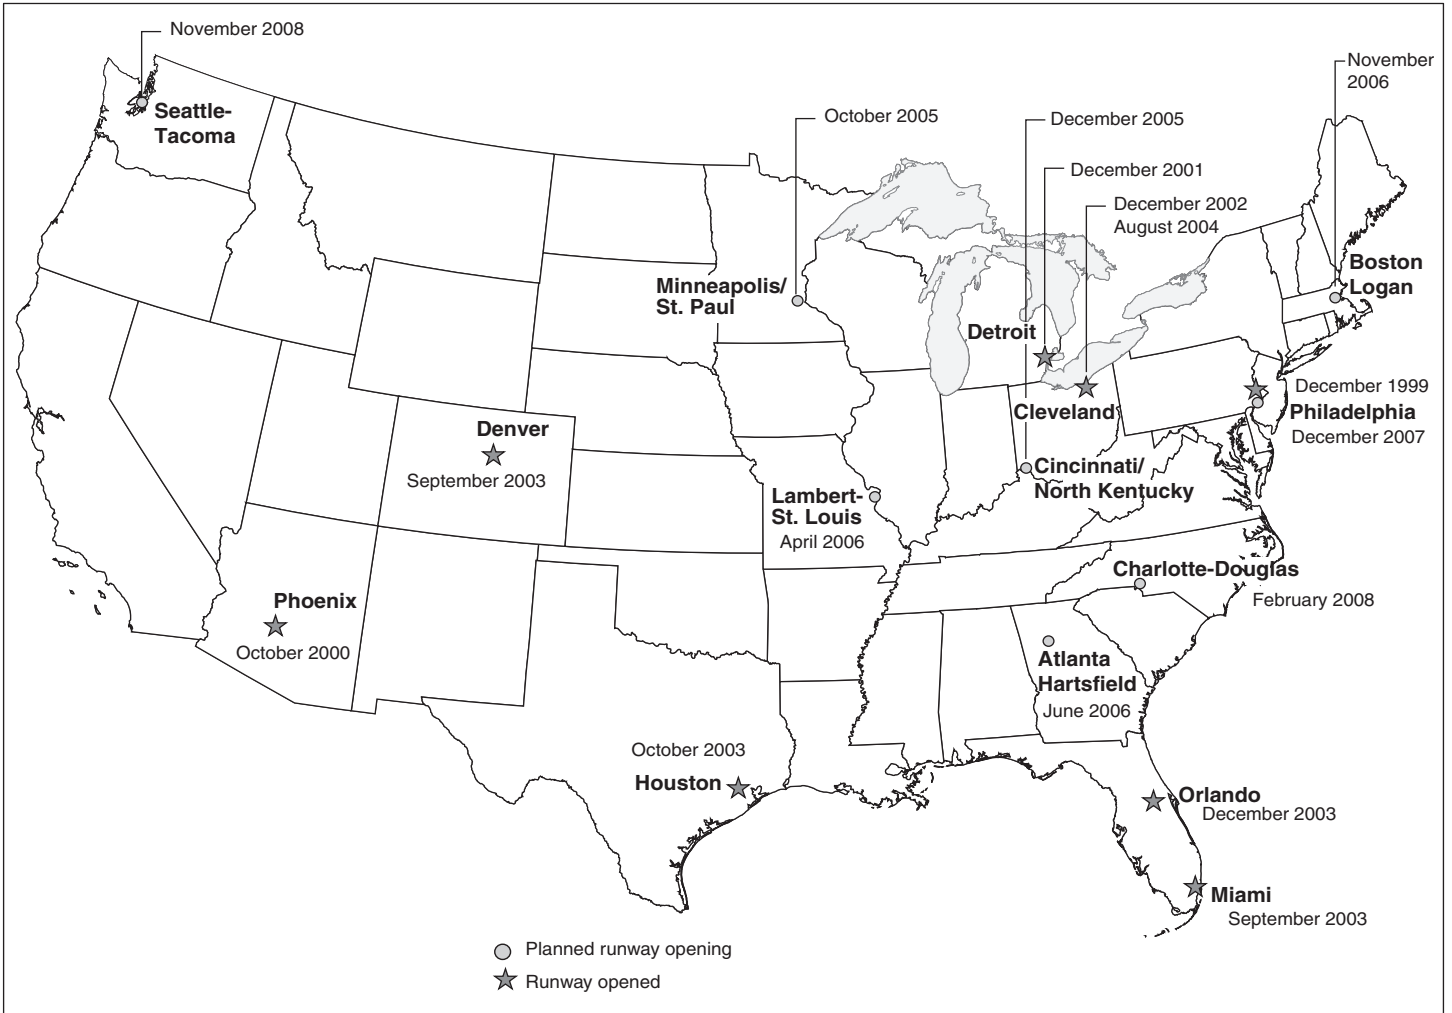 November 2008
Seattle-
Tacoma
October 2005
December 2005
December 2001
December 2002
August 2004
November
2006
Boston
Logan
Minneapolis/
St. Paul
Detroit
Cleveland
December 1999
Philadelphia
December 2007
Denver
September 2003
Cincinnati/
North Kentucky
Lambert-
St. Louis
April 2006
Charlotte-Douglas
February 2008
Phoenix
October 2000
Atlanta
Hartsfield
June 2006
October 2003
Houston
Orlando
December 2003
Miami
September 2003
Planned runway opening
Runway opened